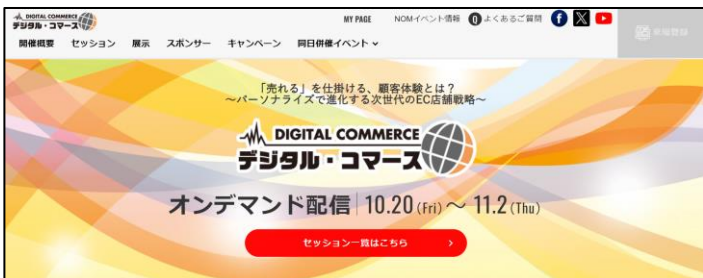 DIGITAL COMMERCE
デジタル・コマース
MY PAGE
NOMイベント情報
Q よくあるご質問
来場登録
開催概要
セッション
展示
スポンサー
キャンペーン
同日併催イベント
「売れる」を仕掛ける、顧客体験とは？
～パーソナライズで進化する次世代のEC店舗戦略～
DIGITAL COMMERCE
デジタル・コマース
オンデマンド配信 | 10.20(Fri)～ 11.2(Thu)
セッション一覧はこちら